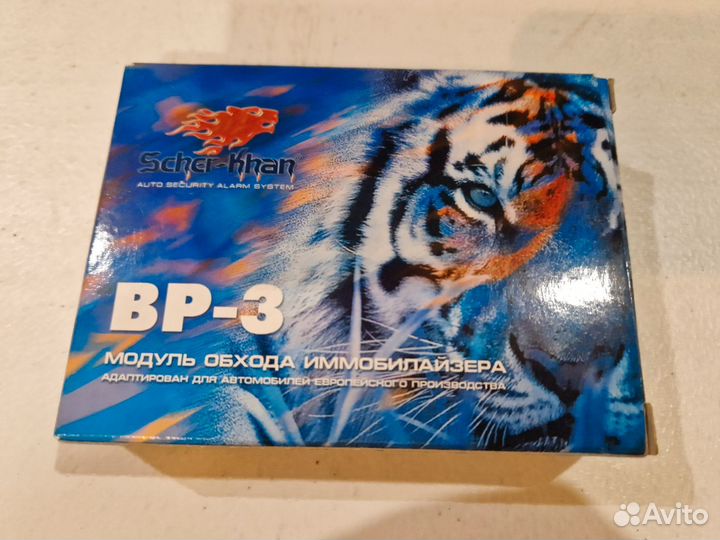 Scher-Khan
AUTO SECURITY ALARM SYSTEM
BP-3
МОДУЛЬ ОБХОДА ИММОБИЛАЙЗЕРА
АДАПТИРОВАН ДЛЯ АВТОМОБИЛЕЙ ЕВРОПЕЙСКОГО ПРОИЗВОДСТВА
Avito